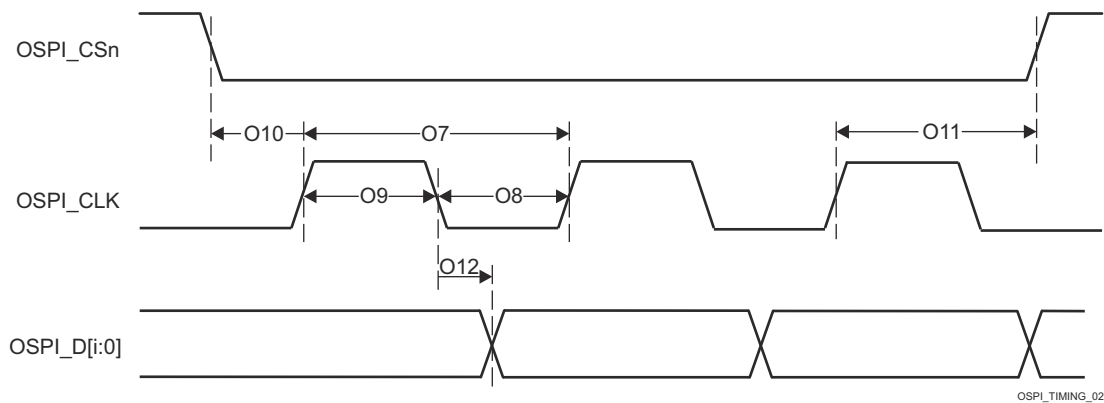 OSPI_CSn
O10 O7 O11
OSPI_CLK
O9 O8
O12
OSPI_D[i:0]
OSPI_TIMING_02